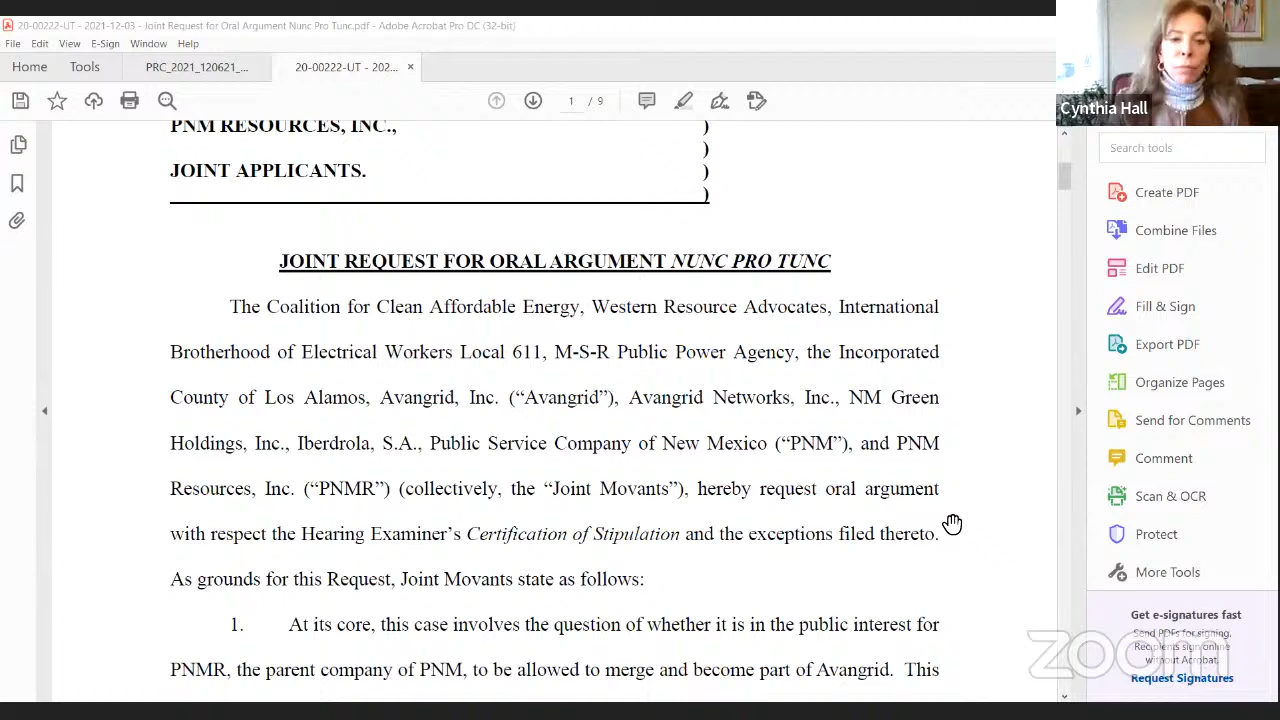 20-00222-UT - 2021-12-03 - Joint Request for Oral Argument Nunc Pro Tunc.pdf - Adobe Acrobat Pro DC (32-bit)
File Edit View E-Sign Window Help
Home Tools PRC_2021_120621_... 20-00222-UT - 202... ×
1 / 9
Cynthia Hall
PNM RESOURCES, INC., )
)
JOINT APPLICANTS. )
)
JOINT REQUEST FOR ORAL ARGUMENT NUNC PRO TUNC
The Coalition for Clean Affordable Energy, Western Resource Advocates, International
Brotherhood of Electrical Workers Local 611, M-S-R Public Power Agency, the Incorporated
County of Los Alamos, Avangrid, Inc. (“Avangrid”), Avangrid Networks, Inc., NM Green
Holdings, Inc., Iberdrola, S.A., Public Service Company of New Mexico (“PNM”), and PNM
Resources, Inc. (“PNMR”) (collectively, the “Joint Movants”), hereby request oral argument
with respect the Hearing Examiner’s Certification of Stipulation and the exceptions filed thereto.
As grounds for this Request, Joint Movants state as follows:
1. At its core, this case involves the question of whether it is in the public interest for
PNMR, the parent company of PNM, to be allowed to merge and become part of Avangrid. This
Search tools
Create PDF
Combine Files
Edit PDF
Fill & Sign
Export PDF
Organize Pages
Send for Comments
Comment
Scan & OCR
Protect
More Tools
Get e-signatures fast
Send PDFs for signing.
Recipients sign online
without Acrobat.
Request Signatures
zoom